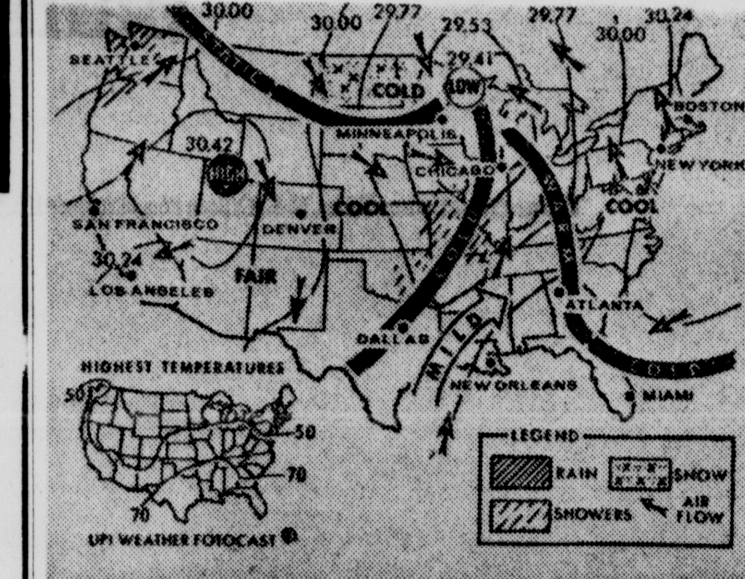 30.00
30.00
29.77
29.53
29.77
30.00
30.24
SEATTLE
29.41
LOW
COLD
BOSTON
MINNEAPOLIS
30.42
HIGH
CHICAGO
NEW YORK
COOL
COOL
SAN FRANCISCO
DENVER
WARM
COLD
30.24
FAIR
LOS ANGELES
ATLANTA
DALLAS
MILD
HIGHEST TEMPERATURES
NEW ORLEANS
MIAMI
50
50
70
70
LEGEND
RAIN
SNOW
SHOWERS
AIR
FLOW
UPI WEATHER FOTOCAST